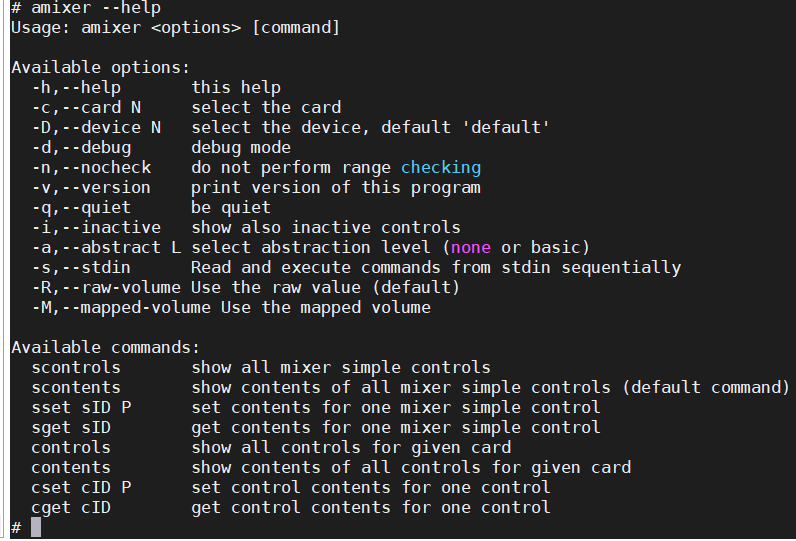 # amixer --help
Usage: amixer <options> [command]

Available options:
  -h,--help       this help
  -c,--card N     select the card
  -D,--device N   select the device, default 'default'
  -d,--debug      debug mode
  -n,--nocheck    do not perform range checking
  -v,--version    print version of this program
  -q,--quiet      be quiet
  -i,--inactive   show also inactive controls
  -a,--abstract L select abstraction level (none or basic)
  -s,--stdin      Read and execute commands from stdin sequentially
  -R,--raw-volume Use the raw value (default)
  -M,--mapped-volume Use the mapped volume

Available commands:
  scontrols       show all mixer simple controls
  scontents       show contents of all mixer simple controls (default command)
  sset sID P      set contents for one mixer simple control
  sget sID        get contents for one mixer simple control
  controls        show all controls for given card
  contents        show contents of all controls for given card
  cset cID P      set control contents for one control
  cget cID        get control contents for one control
#